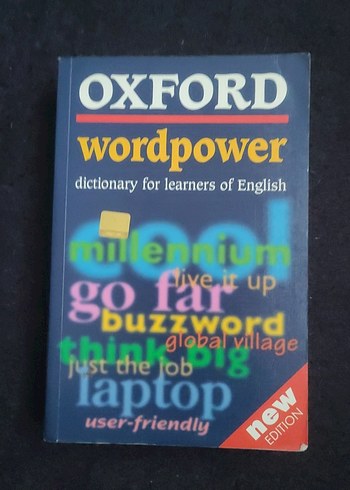 OXFORD
wordpower
dictionary for learners of English
cool
millennium
live it up
go far
buzzword
global village
think big
just the job
laptop
user-friendly
new
EDITION